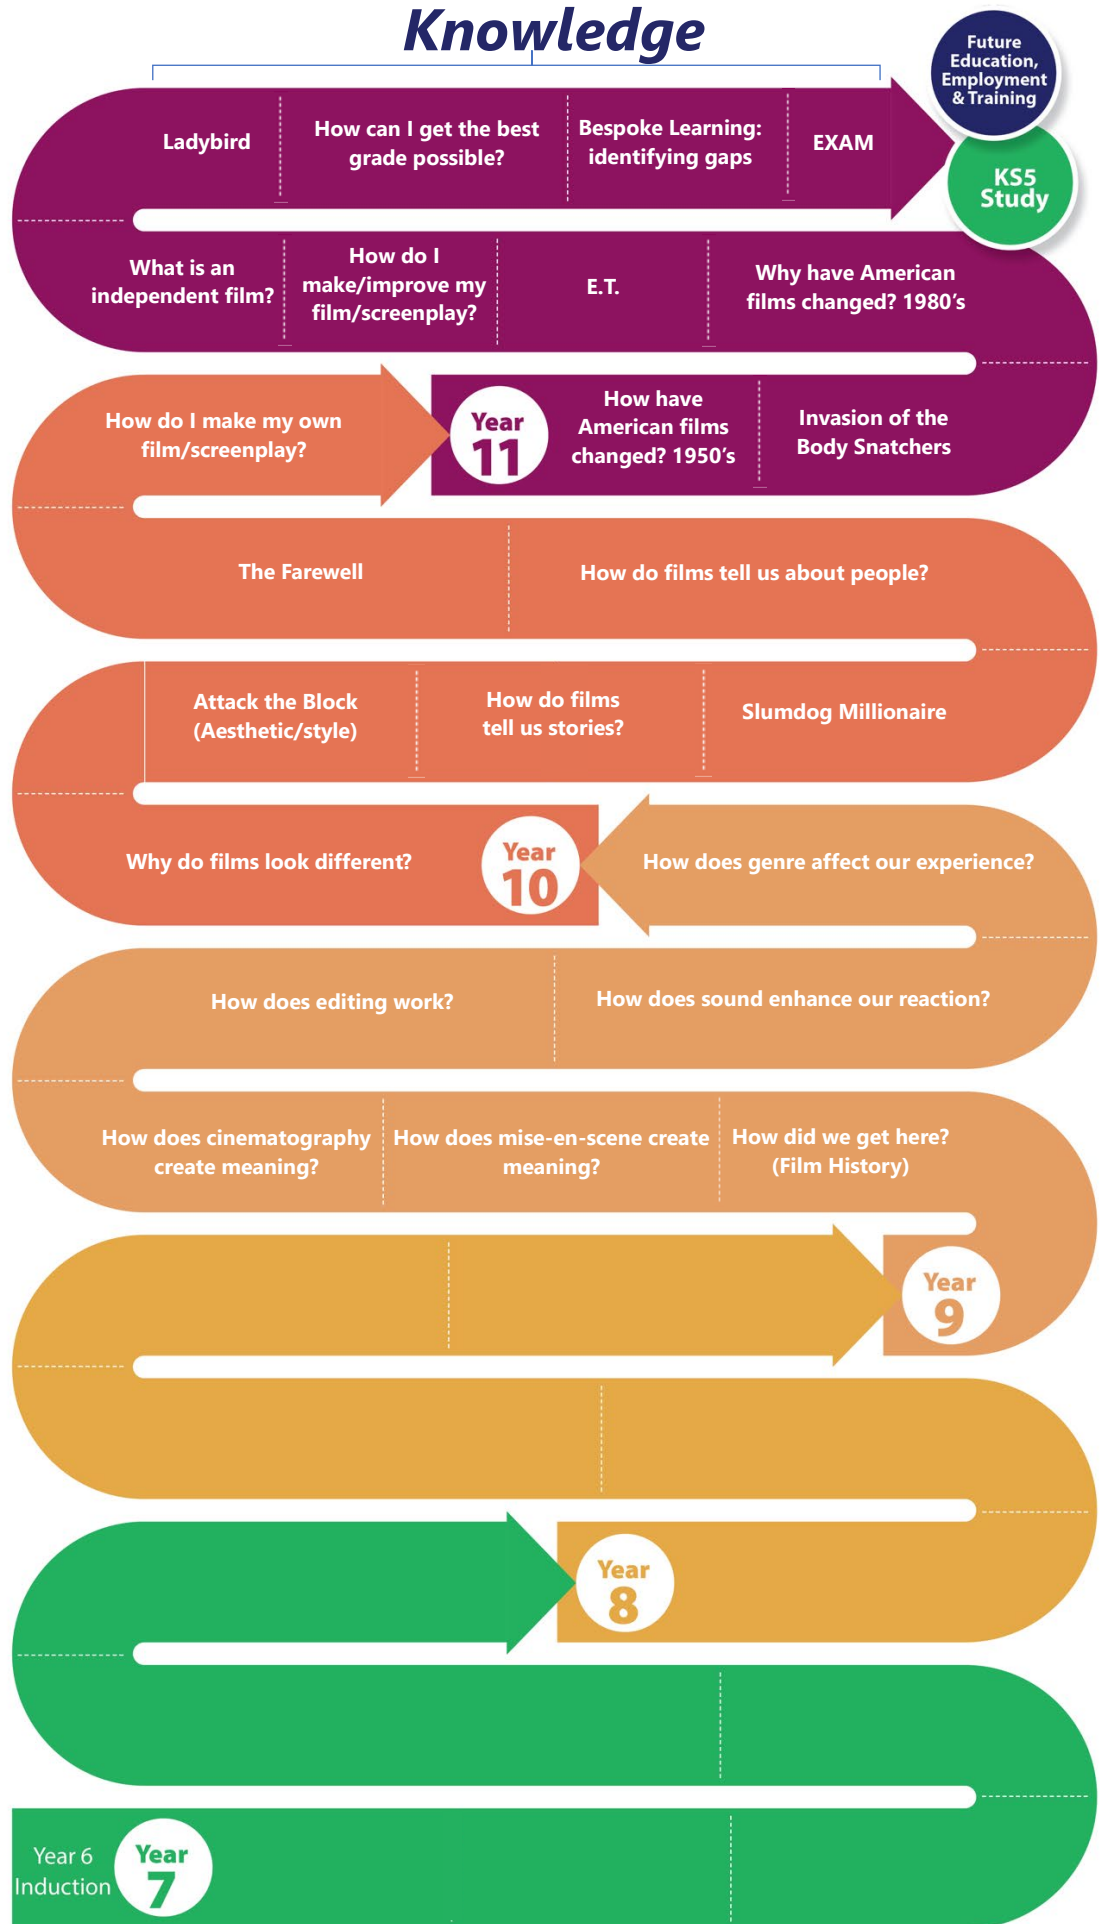 Knowledge
Future
Education,
Employment
& Training
KS5
Study
Ladybird
How can I get the best
grade possible?
Bespoke Learning:
identifying gaps
EXAM
What is an
independent film?
How do I
make/improve my
film/screenplay?
E.T.
Why have American
films changed? 1980's
How do I make my own
film/screenplay?
Year
11
How have
American films
changed? 1950's
Invasion of the
Body Snatchers
The Farewell
How do films tell us about people?
Attack the Block
(Aesthetic/style)
How do films
tell us stories?
Slumdog Millionaire
Why do films look different?
Year
10
How does genre affect our experience?
How does editing work?
How does sound enhance our reaction?
How does cinematography
create meaning?
How does mise-en-scene create
meaning?
How did we get here?
(Film History)
Year
9
Year
8
Year 6
Induction
Year
7